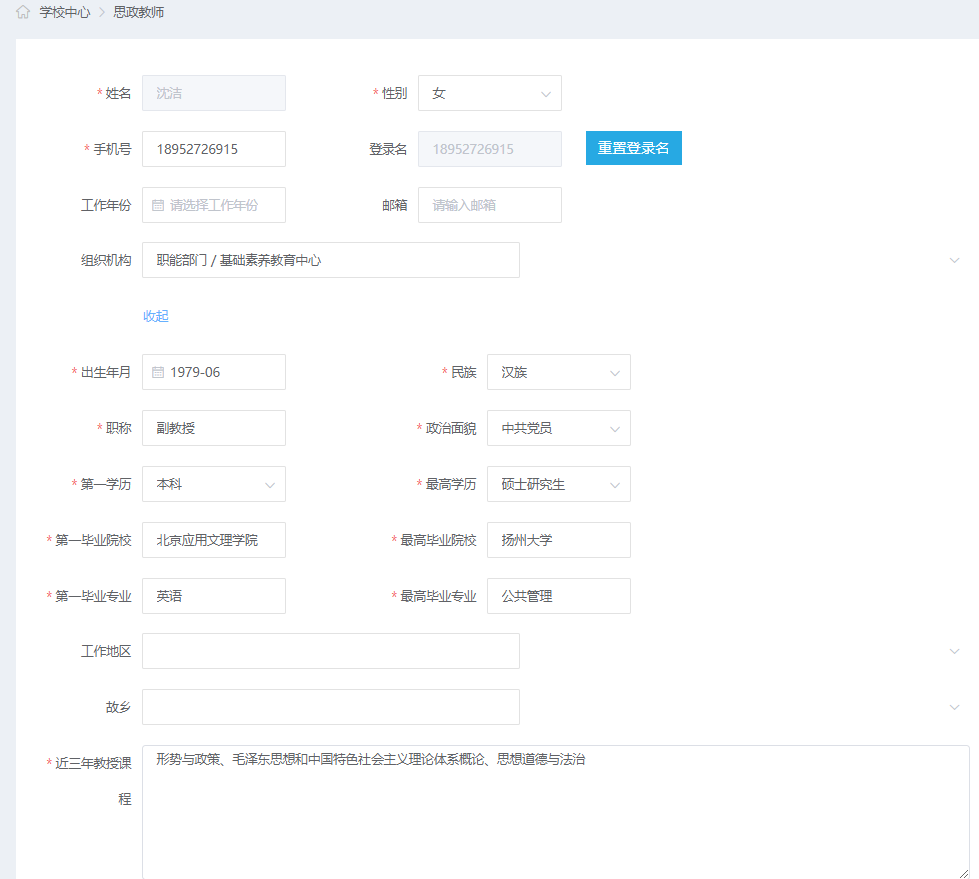 学校中心 > 思政教师
* 姓名 沈洁 * 性别 女
* 手机号 18952726915 登录名 18952726915 重置登录名
工作年份 请选择工作年份 邮箱 请输入邮箱
组织机构 职能部门 / 基础素养教育中心
收起
* 出生年月 1979-06 * 民族 汉族
* 职称 副教授 * 政治面貌 中共党员
* 第一学历 本科 * 最高学历 硕士研究生
* 第一毕业院校 北京应用文理学院 * 最高毕业院校 扬州大学
* 第一毕业专业 英语 * 最高毕业专业 公共管理
工作地区
故乡
* 近三年教授课 形势与政策、毛泽东思想和中国特色社会主义理论体系概论、思想道德与法治
程